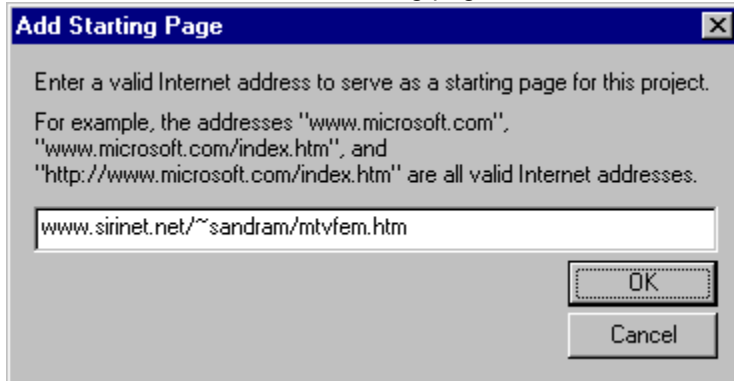 Add Starting Page
Enter a valid Internet address to serve as a starting page for this project.
For example, the addresses "www.microsoft.com",
"www.microsoft.com/index.htm", and
"http://www.microsoft.com/index.htm" are all valid Internet addresses.
www.sirinet.net/~sandram/mtvfem.htm
OK
Cancel